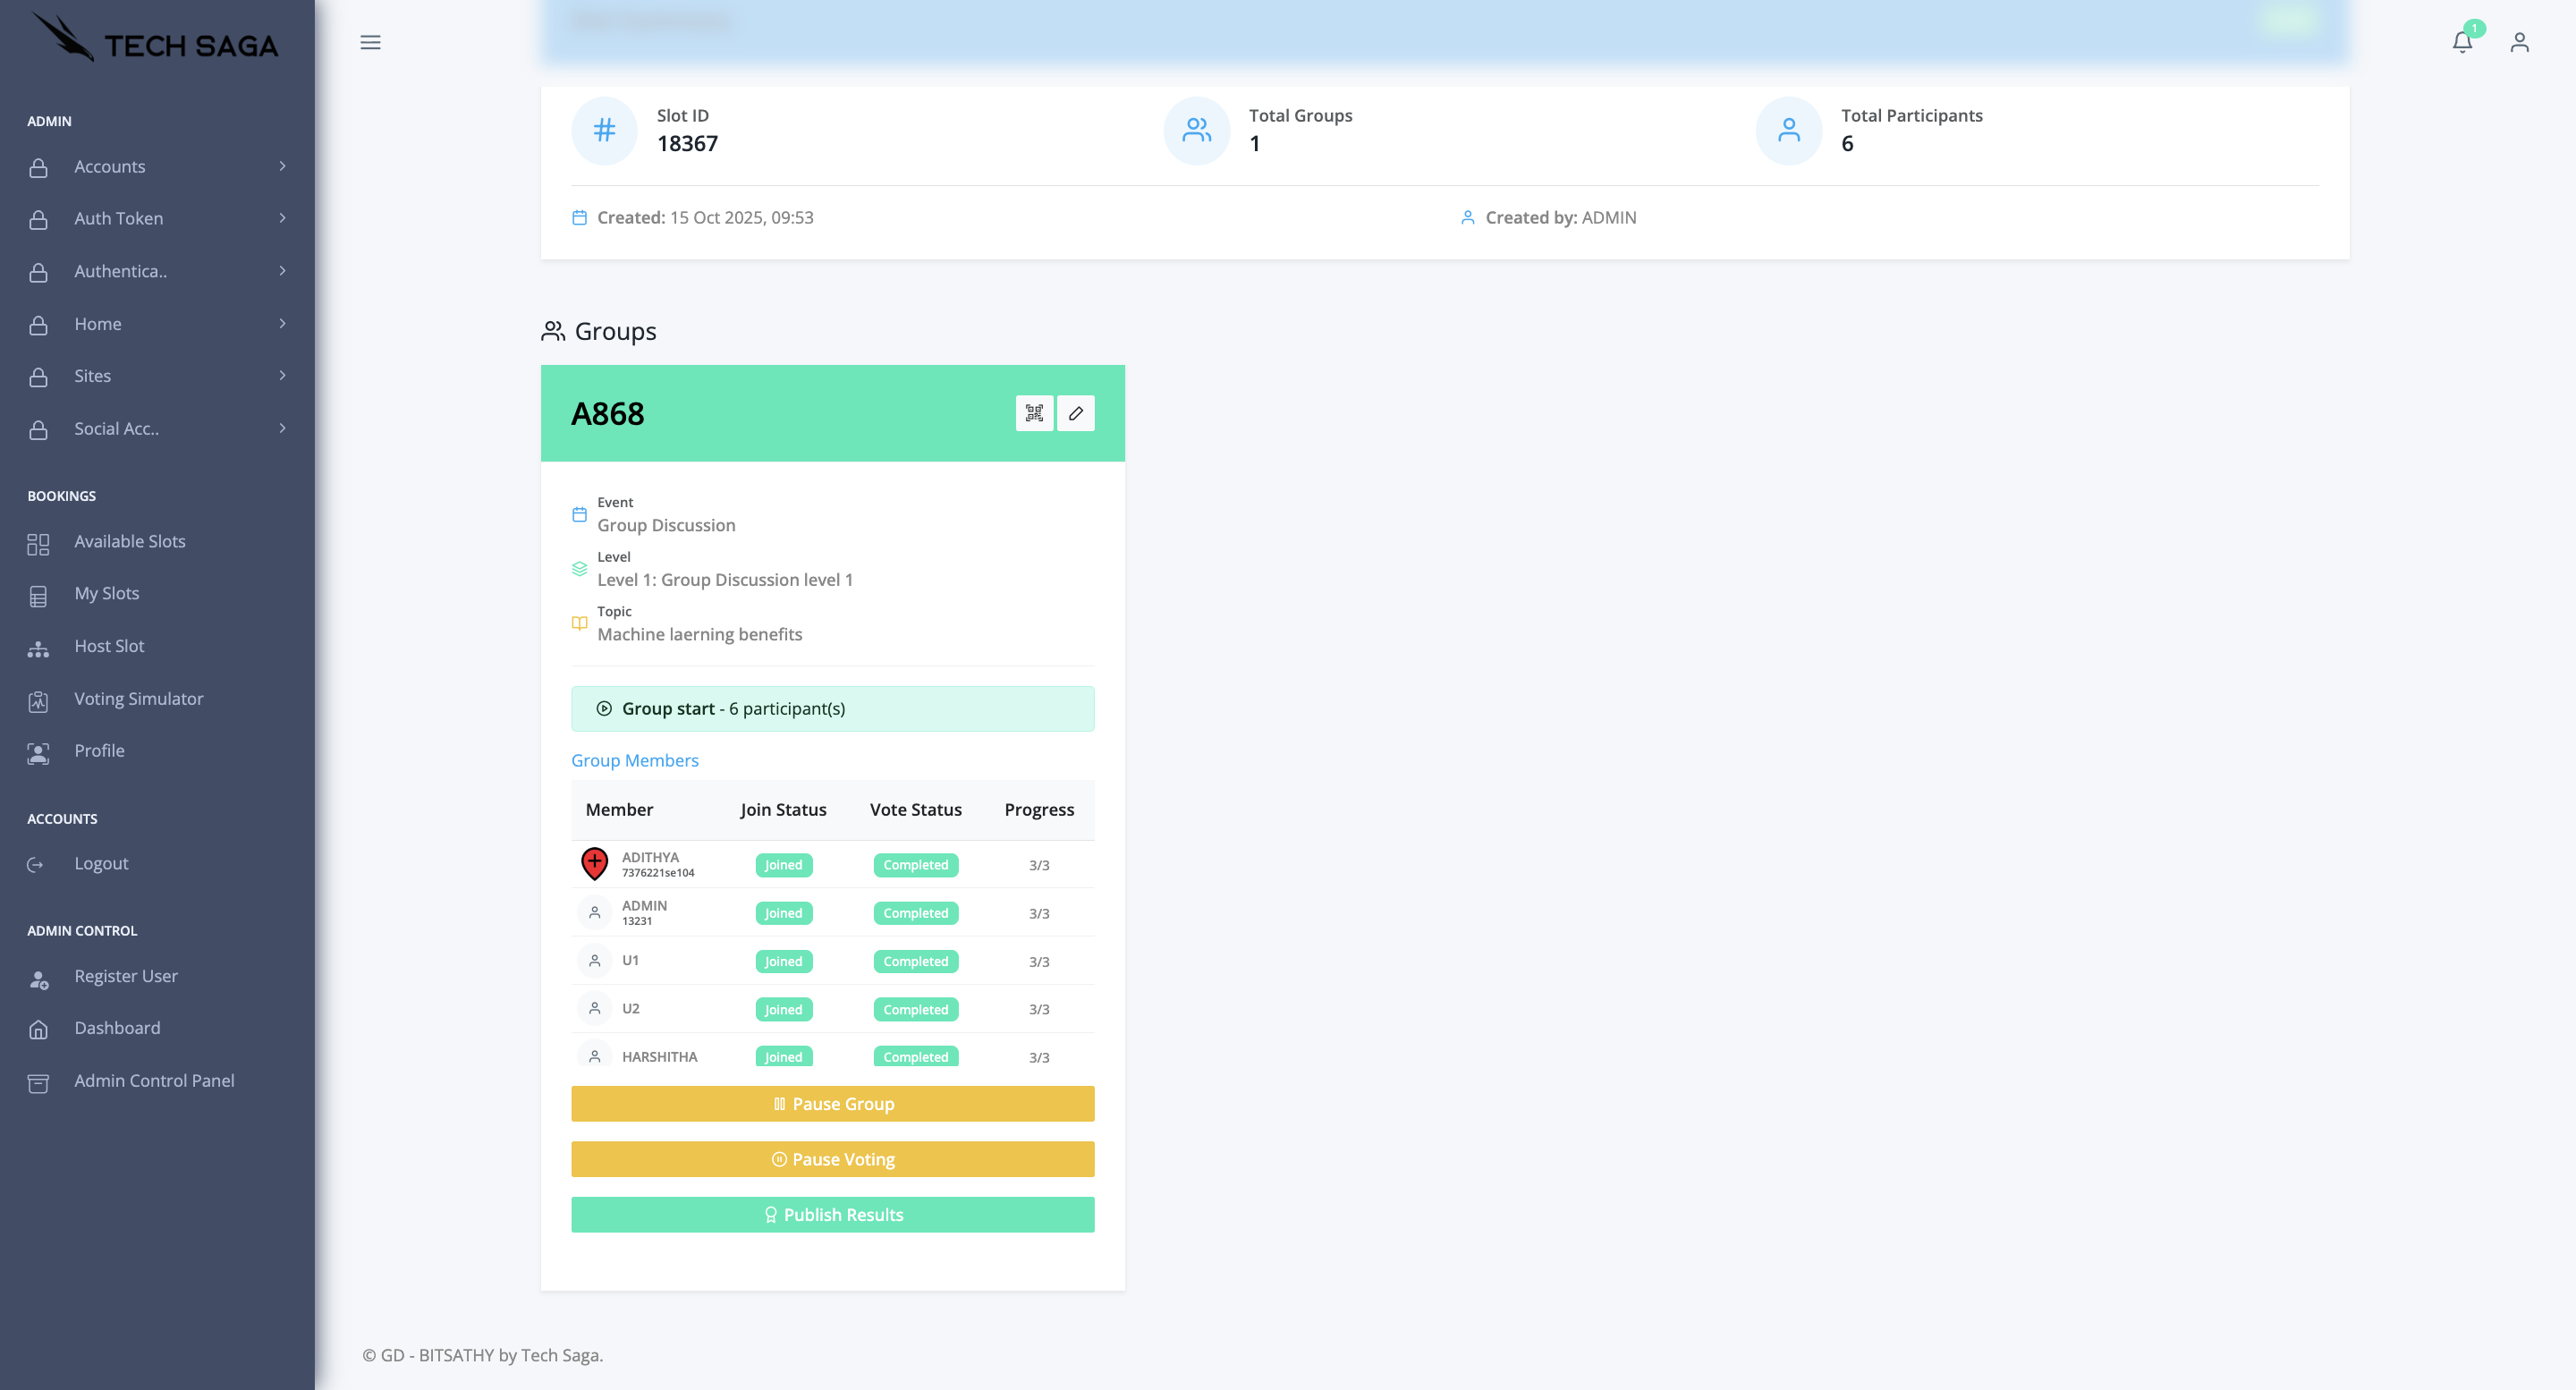 TECH SAGA
1
ADMIN
Accounts
Auth Token
Authentica..
Home
Sites
Social Acc..
BOOKINGS
Available Slots
My Slots
Host Slot
Voting Simulator
Profile
ACCOUNTS
Logout
ADMIN CONTROL
Register User
Dashboard
Admin Control Panel
Slot ID
18367
Total Groups
1
Total Participants
6
Created: 15 Oct 2025, 09:53
Created by: ADMIN
Groups
A868
Event
Group Discussion
Level
Level 1: Group Discussion level 1
Topic
Machine laerning benefits
Group start - 6 participant(s)
Group Members
Member Join Status Vote Status Progress
ADITHYA
7376221se104
Joined Completed 3/3
ADMIN
13231
Joined Completed 3/3
U1 Joined Completed 3/3
U2 Joined Completed 3/3
HARSHITHA Joined Completed 3/3
Pause Group
Pause Voting
Publish Results
© GD - BITSATHY by Tech Saga.